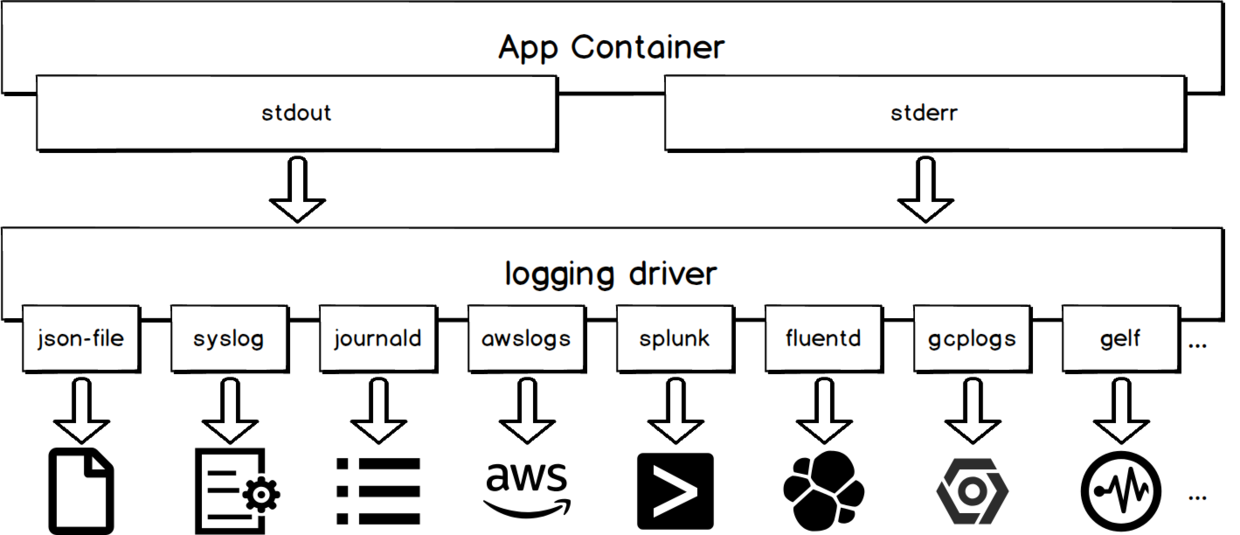 App Container
stdout
stderr
logging driver
json-file
syslog
journald
awslogs
splunk
fluentd
gcplogs
gelf
...
aws
...